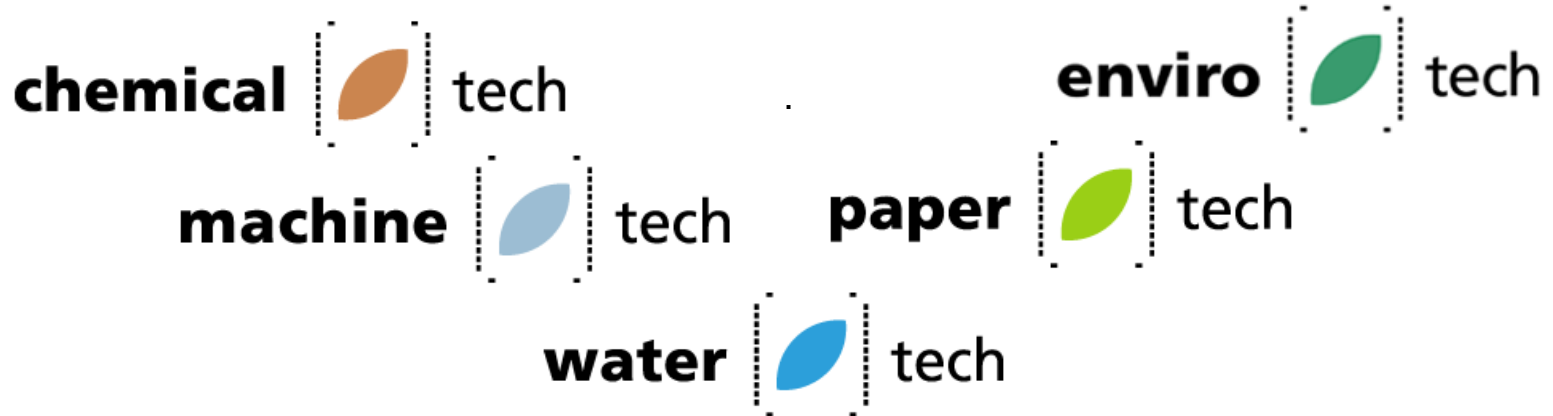 chemical tech
enviro tech
machine tech
paper tech
water tech